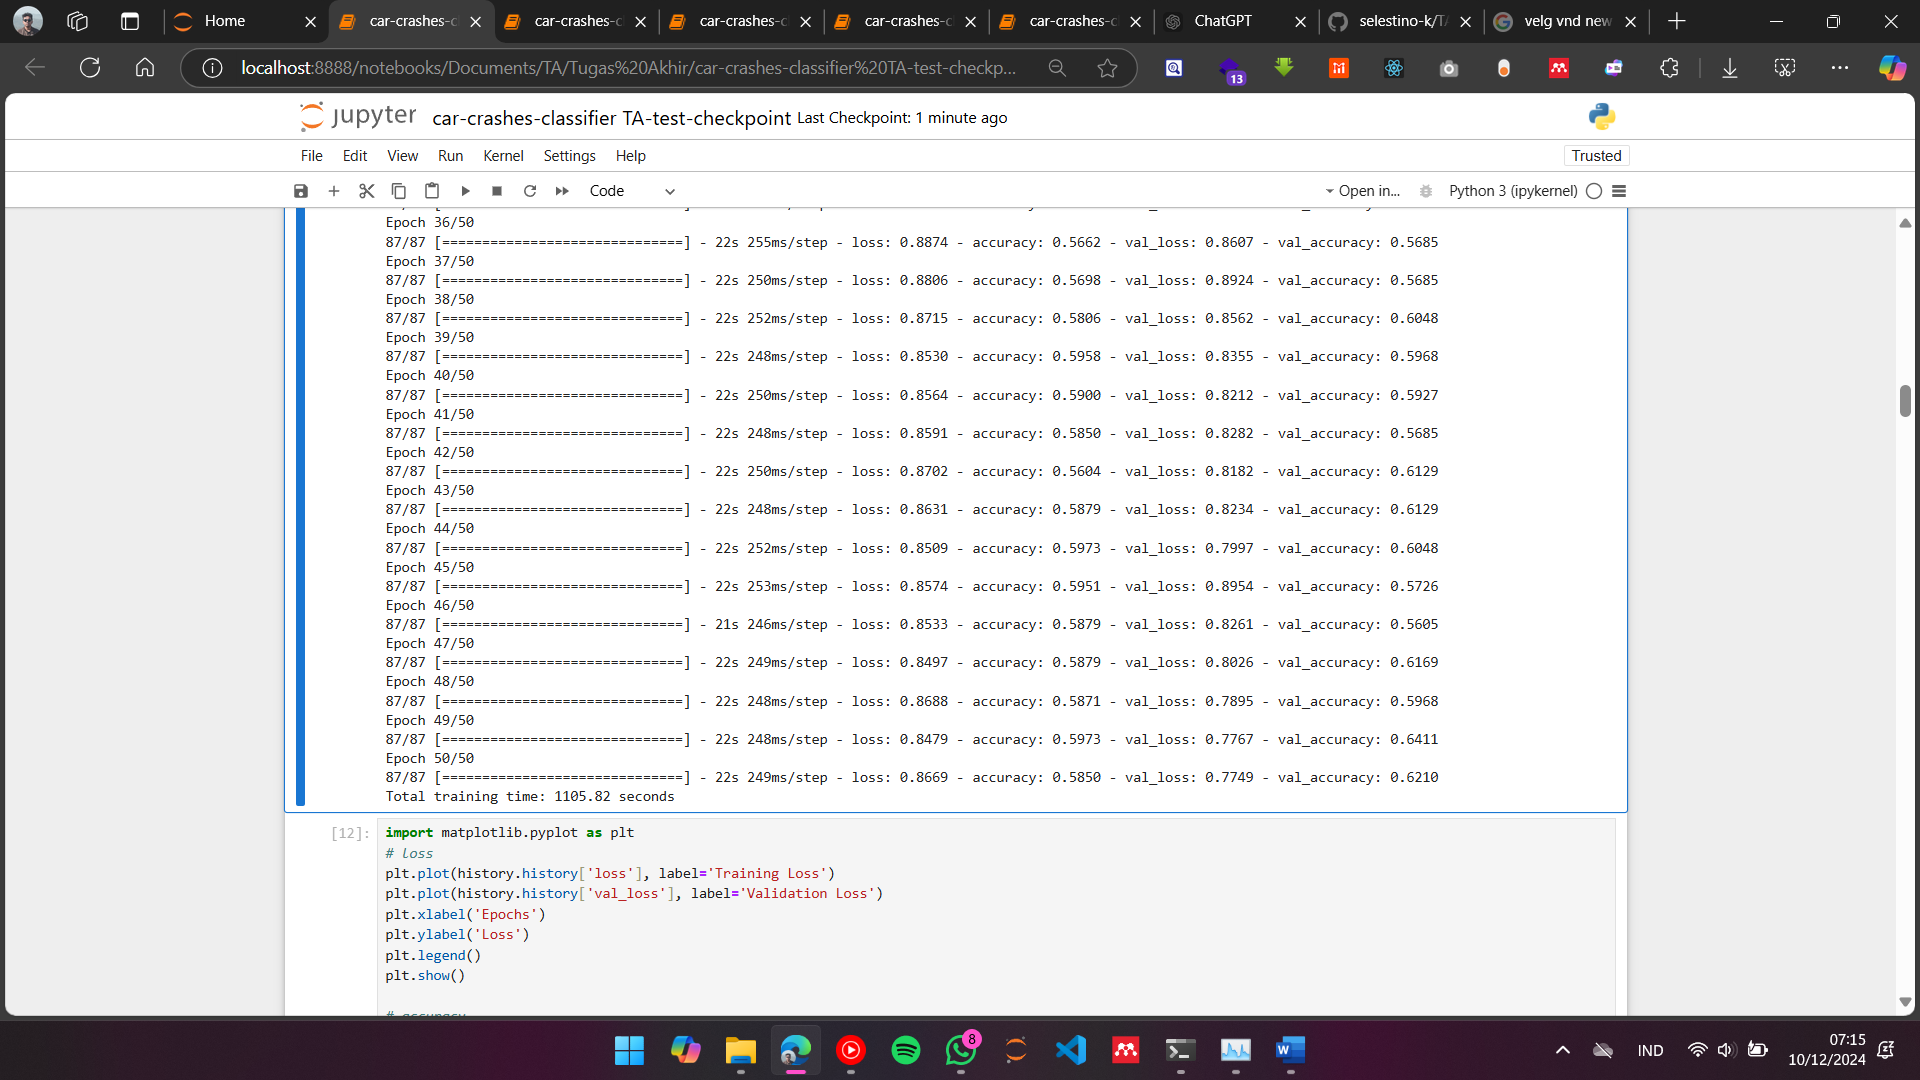 Home
car-crashes-c
car-crashes-c
car-crashes-c
car-crashes-c
car-crashes-c
ChatGPT
selestino-k/TA
velg vnd new
localhost:8888/notebooks/Documents/TA/Tugas%20Akhir/car-crashes-classifier%20TA-test-checkp...
13
jupyter car-crashes-classifier TA-test-checkpoint Last Checkpoint: 1 minute ago
File Edit View Run Kernel Settings Help
Trusted
Code
Open in...
Python 3 (ipykernel)
Epoch 36/50
87/87 [==============================] - 22s 255ms/step - loss: 0.8874 - accuracy: 0.5662 - val_loss: 0.8607 - val_accuracy: 0.5685
Epoch 37/50
87/87 [==============================] - 22s 250ms/step - loss: 0.8806 - accuracy: 0.5698 - val_loss: 0.8924 - val_accuracy: 0.5685
Epoch 38/50
87/87 [==============================] - 22s 252ms/step - loss: 0.8715 - accuracy: 0.5806 - val_loss: 0.8562 - val_accuracy: 0.6048
Epoch 39/50
87/87 [==============================] - 22s 248ms/step - loss: 0.8530 - accuracy: 0.5958 - val_loss: 0.8355 - val_accuracy: 0.5968
Epoch 40/50
87/87 [==============================] - 22s 250ms/step - loss: 0.8564 - accuracy: 0.5900 - val_loss: 0.8212 - val_accuracy: 0.5927
Epoch 41/50
87/87 [==============================] - 22s 248ms/step - loss: 0.8591 - accuracy: 0.5850 - val_loss: 0.8282 - val_accuracy: 0.5685
Epoch 42/50
87/87 [==============================] - 22s 250ms/step - loss: 0.8702 - accuracy: 0.5604 - val_loss: 0.8182 - val_accuracy: 0.6129
Epoch 43/50
87/87 [==============================] - 22s 248ms/step - loss: 0.8631 - accuracy: 0.5879 - val_loss: 0.8234 - val_accuracy: 0.6129
Epoch 44/50
87/87 [==============================] - 22s 252ms/step - loss: 0.8509 - accuracy: 0.5973 - val_loss: 0.7997 - val_accuracy: 0.6048
Epoch 45/50
87/87 [==============================] - 22s 253ms/step - loss: 0.8574 - accuracy: 0.5951 - val_loss: 0.8954 - val_accuracy: 0.5726
Epoch 46/50
87/87 [==============================] - 21s 246ms/step - loss: 0.8533 - accuracy: 0.5879 - val_loss: 0.8261 - val_accuracy: 0.5605
Epoch 47/50
87/87 [==============================] - 22s 249ms/step - loss: 0.8497 - accuracy: 0.5879 - val_loss: 0.8026 - val_accuracy: 0.6169
Epoch 48/50
87/87 [==============================] - 22s 248ms/step - loss: 0.8688 - accuracy: 0.5871 - val_loss: 0.7895 - val_accuracy: 0.5968
Epoch 49/50
87/87 [==============================] - 22s 248ms/step - loss: 0.8479 - accuracy: 0.5973 - val_loss: 0.7767 - val_accuracy: 0.6411
Epoch 50/50
87/87 [==============================] - 22s 249ms/step - loss: 0.8669 - accuracy: 0.5850 - val_loss: 0.7749 - val_accuracy: 0.6210
Total training time: 1105.82 seconds
[12]: import matplotlib.pyplot as plt
# loss
plt.plot(history.history['loss'], label='Training Loss')
plt.plot(history.history['val_loss'], label='Validation Loss')
plt.xlabel('Epochs')
plt.ylabel('Loss')
plt.legend()
plt.show()
# accuracy
8
IND
07:15
10/12/2024